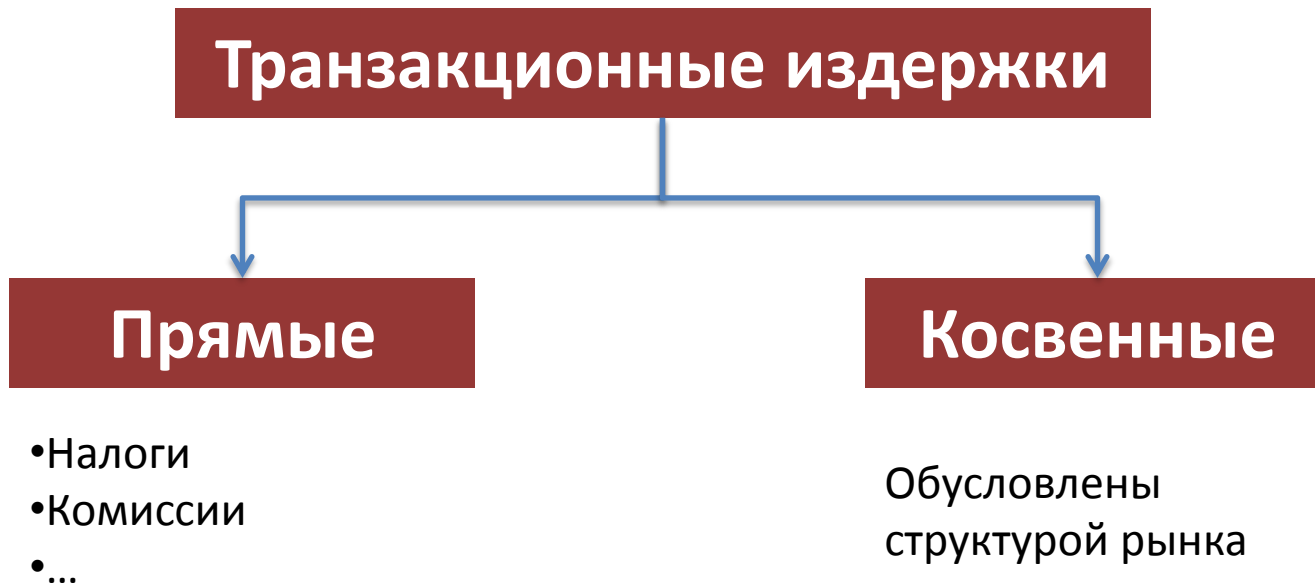 Транзакционные издержки
Прямые
Косвенные
•Налоги
•Комиссии
•...
Обусловлены
структурой рынка